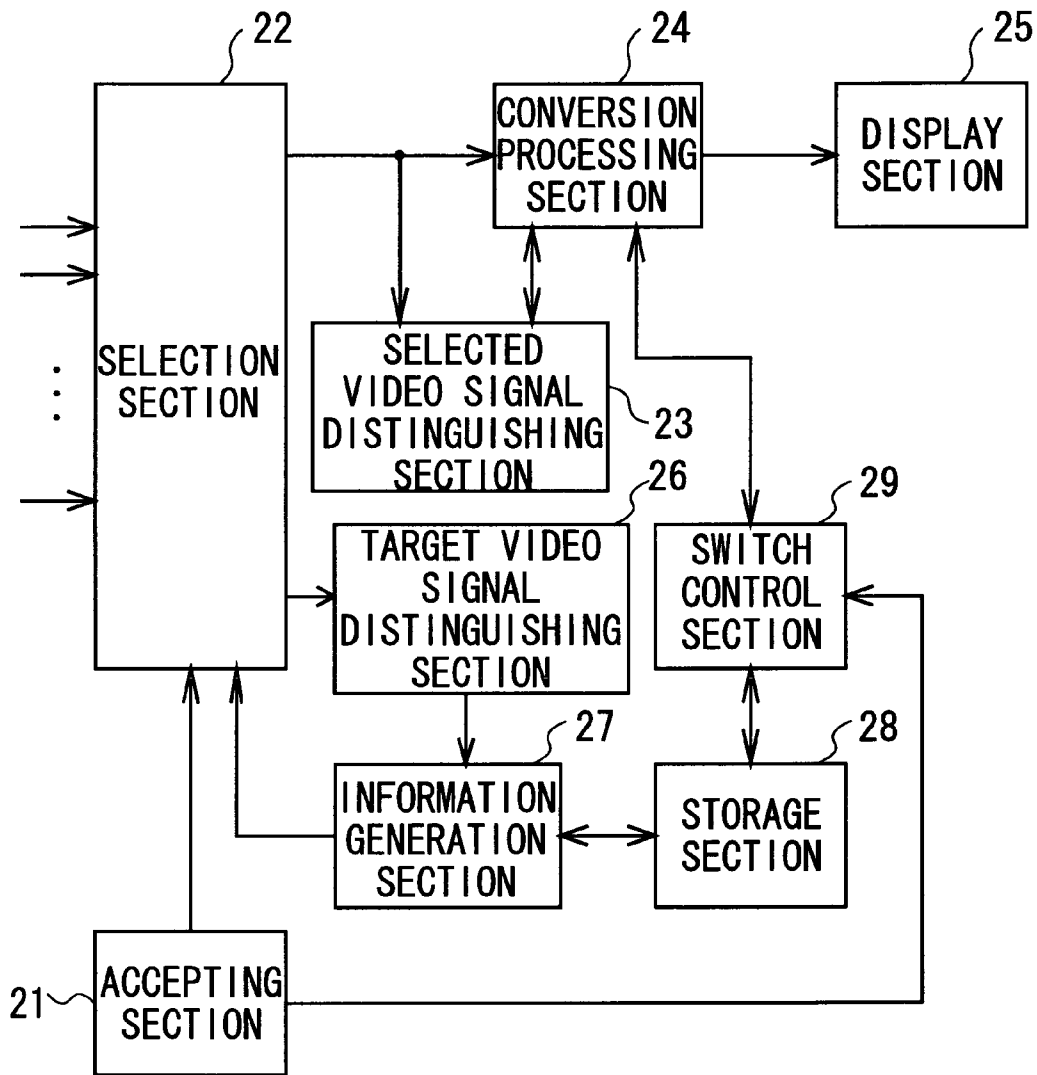 22
24
25
CONVERSION
PROCESSING
SECTION
DISPLAY
SECTION
SELECTION
SECTION
SELECTED
VIDEO SIGNAL
DISTINGUISHING
SECTION
23
26
29
TARGET VIDEO
SIGNAL
DISTINGUISHING
SECTION
SWITCH
CONTROL
SECTION
27
28
INFORMATION
GENERATION
SECTION
STORAGE
SECTION
21
ACCEPTING
SECTION